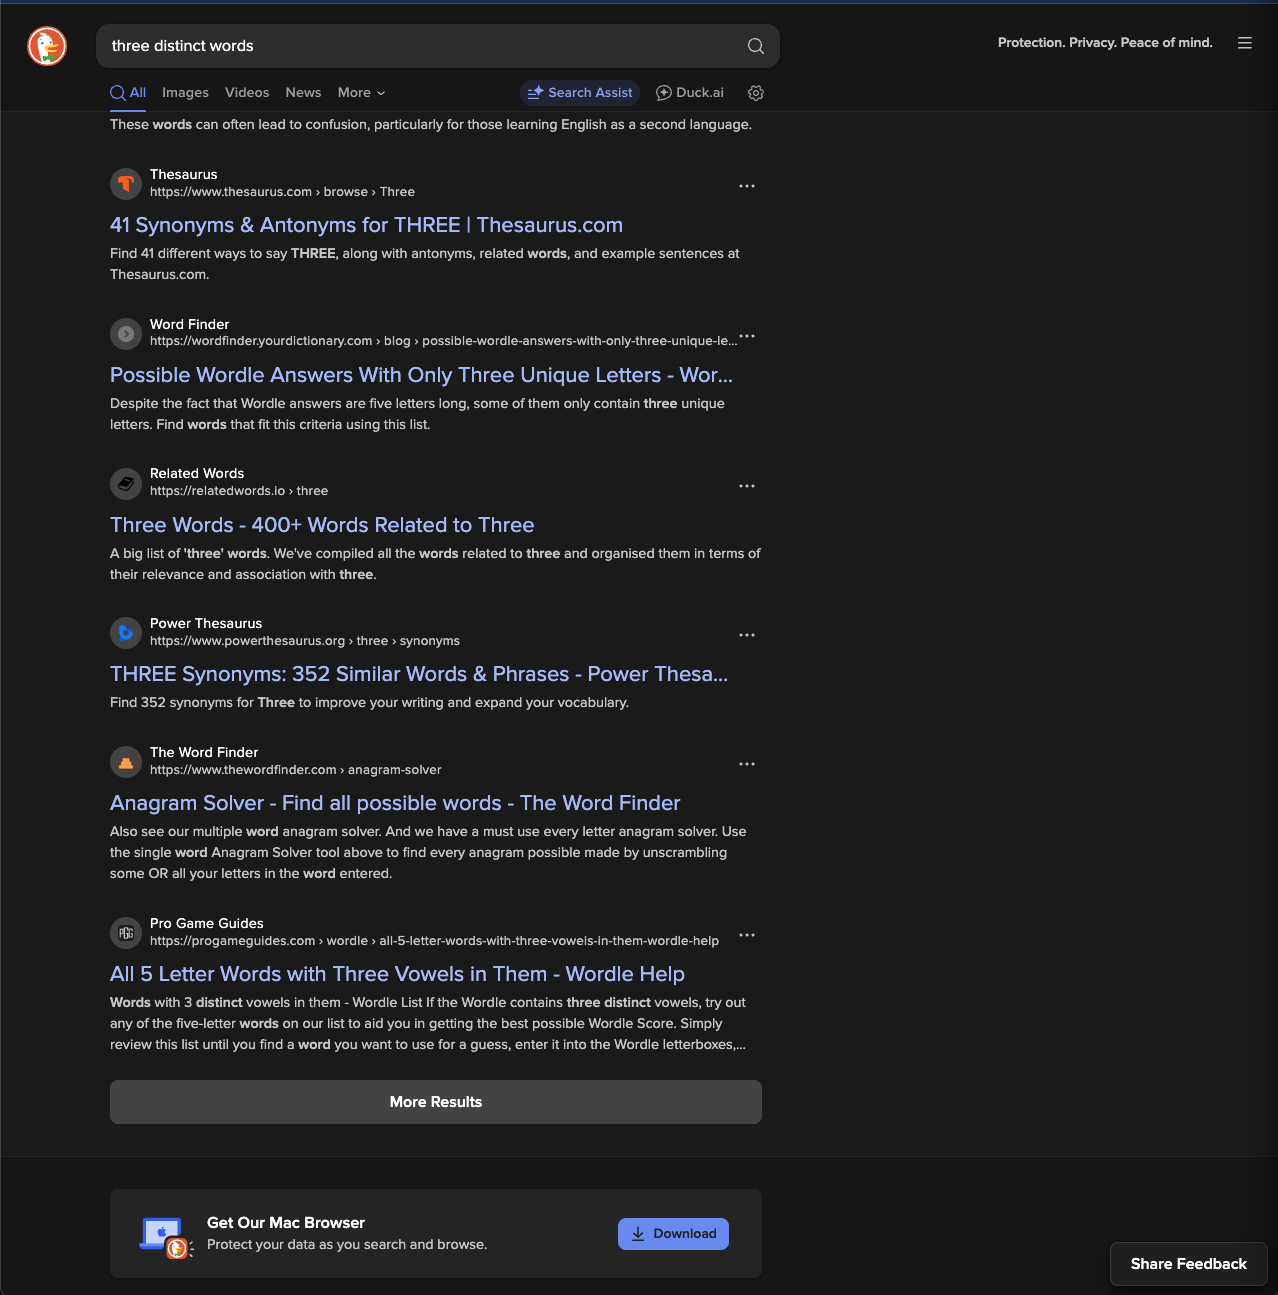 three distinct words
Protection. Privacy. Peace of mind.
All Images Videos News More Search Assist Duck.ai
These words can often lead to confusion, particularly for those learning English as a second language.
Thesaurus
https://www.thesaurus.com › browse › Three
41 Synonyms & Antonyms for THREE | Thesaurus.com
Find 41 different ways to say THREE, along with antonyms, related words, and example sentences at
Thesaurus.com.
Word Finder
https://wordfinder.yourdictionary.com › blog › possible-wordle-answers-with-only-three-unique-le...
Possible Wordle Answers With Only Three Unique Letters - Wor...
Despite the fact that Wordle answers are five letters long, some of them only contain three unique
letters. Find words that fit this criteria using this list.
Related Words
https://relatedwords.io › three
Three Words - 400+ Words Related to Three
A big list of 'three' words. We've compiled all the words related to three and organised them in terms of
their relevance and association with three.
Power Thesaurus
https://www.powerthesaurus.org › three › synonyms
THREE Synonyms: 352 Similar Words & Phrases - Power Thesa...
Find 352 synonyms for Three to improve your writing and expand your vocabulary.
The Word Finder
https://www.thewordfinder.com › anagram-solver
Anagram Solver - Find all possible words - The Word Finder
Also see our multiple word anagram solver. And we have a must use every letter anagram solver. Use
the single word Anagram Solver tool above to find every anagram possible made by unscrambling
some OR all your letters in the word entered.
PGG
Pro Game Guides
https://progameguides.com › wordle › all-5-letter-words-with-three-vowels-in-them-wordle-help
All 5 Letter Words with Three Vowels in Them - Wordle Help
Words with 3 distinct vowels in them - Wordle List If the Wordle contains three distinct vowels, try out
any of the five-letter words on our list to aid you in getting the best possible Wordle Score. Simply
review this list until you find a word you want to use for a guess, enter it into the Wordle letterboxes,...
More Results
Get Our Mac Browser
Protect your data as you search and browse.
Download
Share Feedback